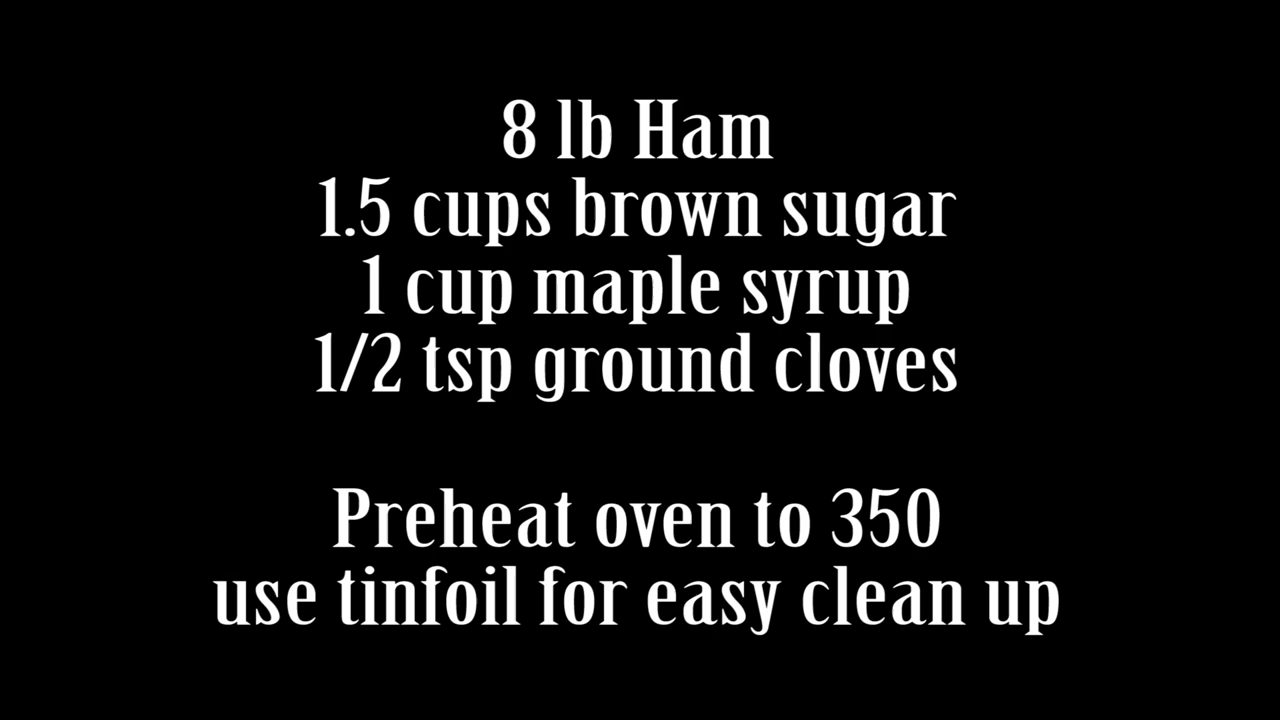 8 lb Ham
1.5 cups brown sugar
1 cup maple syrup
1/2 tsp ground cloves
Preheat oven to 350
use tinfoil for easy clean up